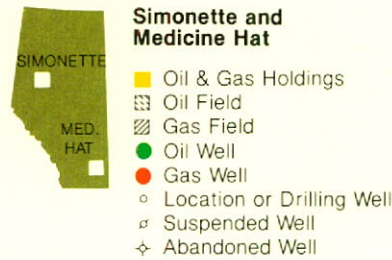 Simonette and
Medicine Hat
SIMONETTE
MED.
HAT
Oil & Gas Holdings
Oil Field
Gas Field
Oil Well
Gas Well
Location or Drilling Well
Suspended Well
Abandoned Well